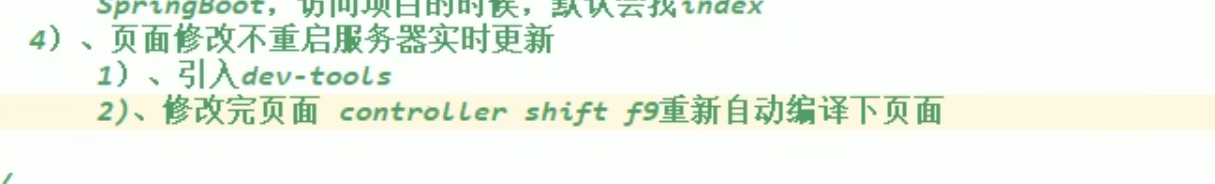 SpringBoot，访问项目的时候，默认会找index
4）、页面修改不重启服务器实时更新
1）、引入dev-tools
2)、修改完页面 controller shift f9重新自动编译下页面
/